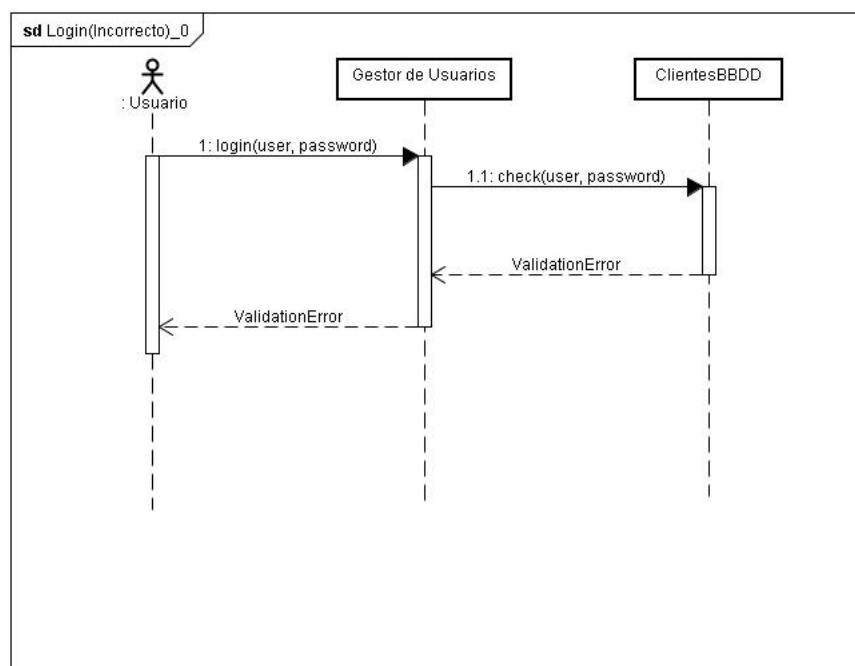 sd Login(Incorrecto)_0
: Usuario
Gestor de Usuarios
ClientesBBDD
1: login(user, password)
1.1: check(user, password)
ValidationError
ValidationError